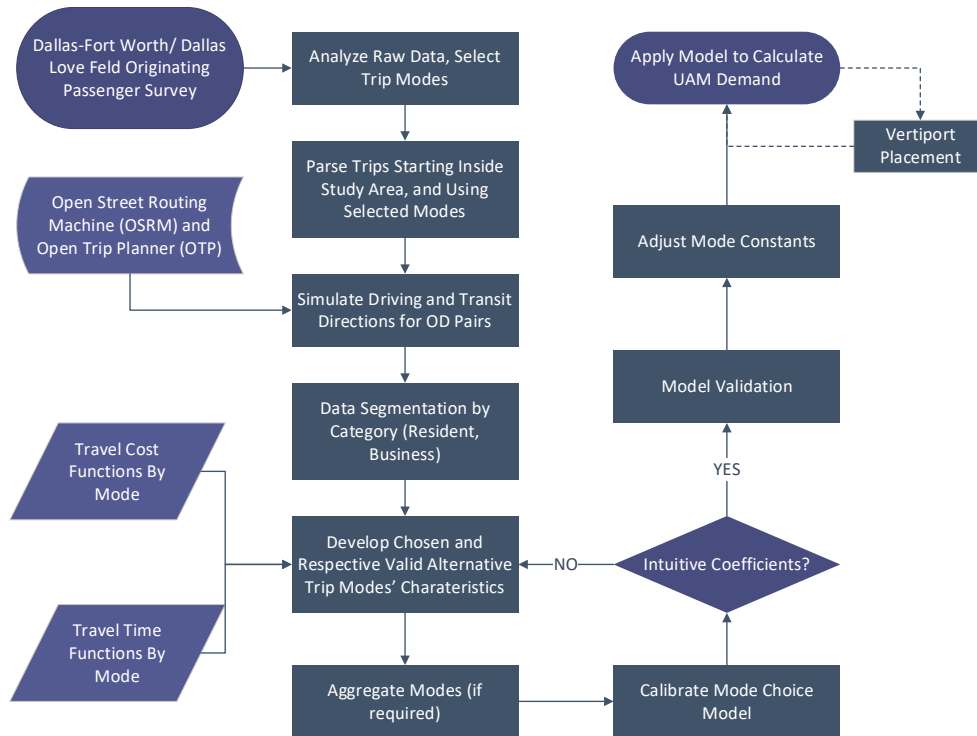 Dallas-Fort Worth/ Dallas
Love Feld Originating
Passenger Survey
Analyze Raw Data, Select
Trip Modes
Parse Trips Starting Inside
Study Area, and Using
Selected Modes
Open Street Routing
Machine (OSRM) and
Open Trip Planner (OTP)
Simulate Driving and Transit
Directions for OD Pairs
Data Segmentation by
Category (Resident,
Business)
Travel Cost
Functions By
Mode
Develop Chosen and
Respective Valid Alternative
Trip Modes’ Charateristics
Travel Time
Functions By
Mode
Aggregate Modes (if
required)
Calibrate Mode Choice
Model
Intuitive Coefficients?
NO
YES
Model Validation
Adjust Mode Constants
Apply Model to Calculate
UAM Demand
Vertiport
Placement